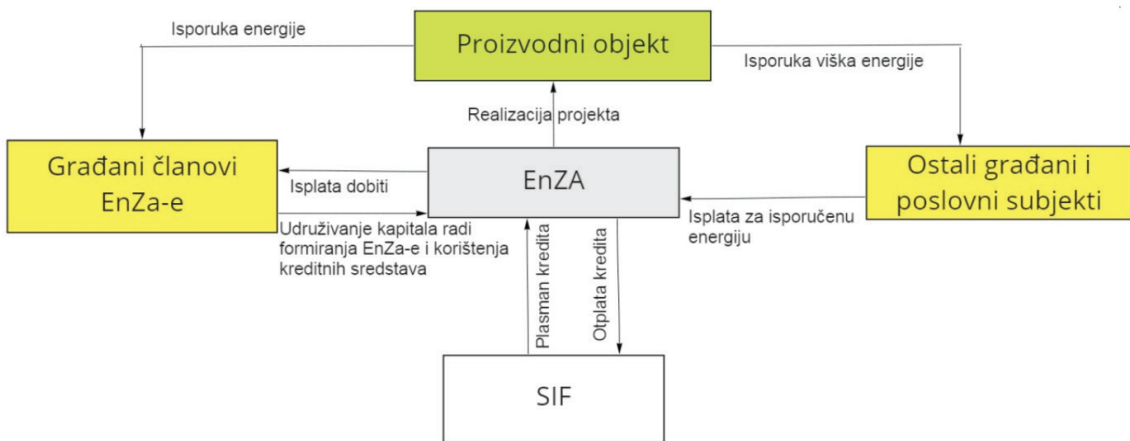 Isporuka energije
Proizvodni objekt
Isporuka viška energije
Realizacija projekta
Građani članovi
EnZa-e
Isplata dobiti
EnZA
Ostali građani i
poslovni subjekti
Isplata za isporučenu
energiju
Udruživanje kapitala radi
formiranja EnZa-e i korištenja
kreditnih sredstava
Plasman kredita
Otplata kredita
SIF